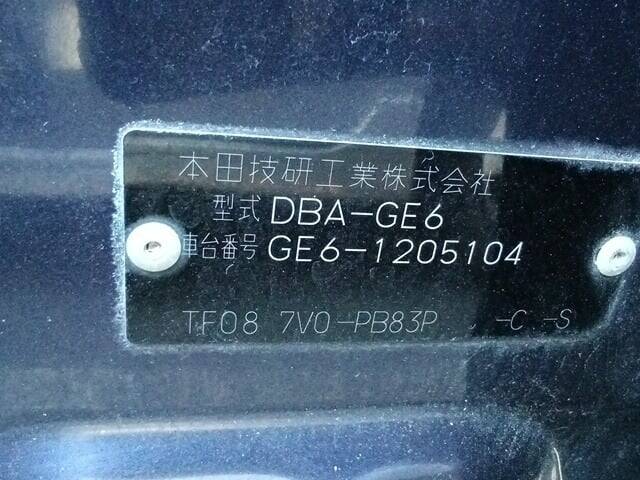 本田技研工業株式会社
型式 DBA-GE6
車台番号 GE6-1205104
TF08 7V0-PB83P -C -S